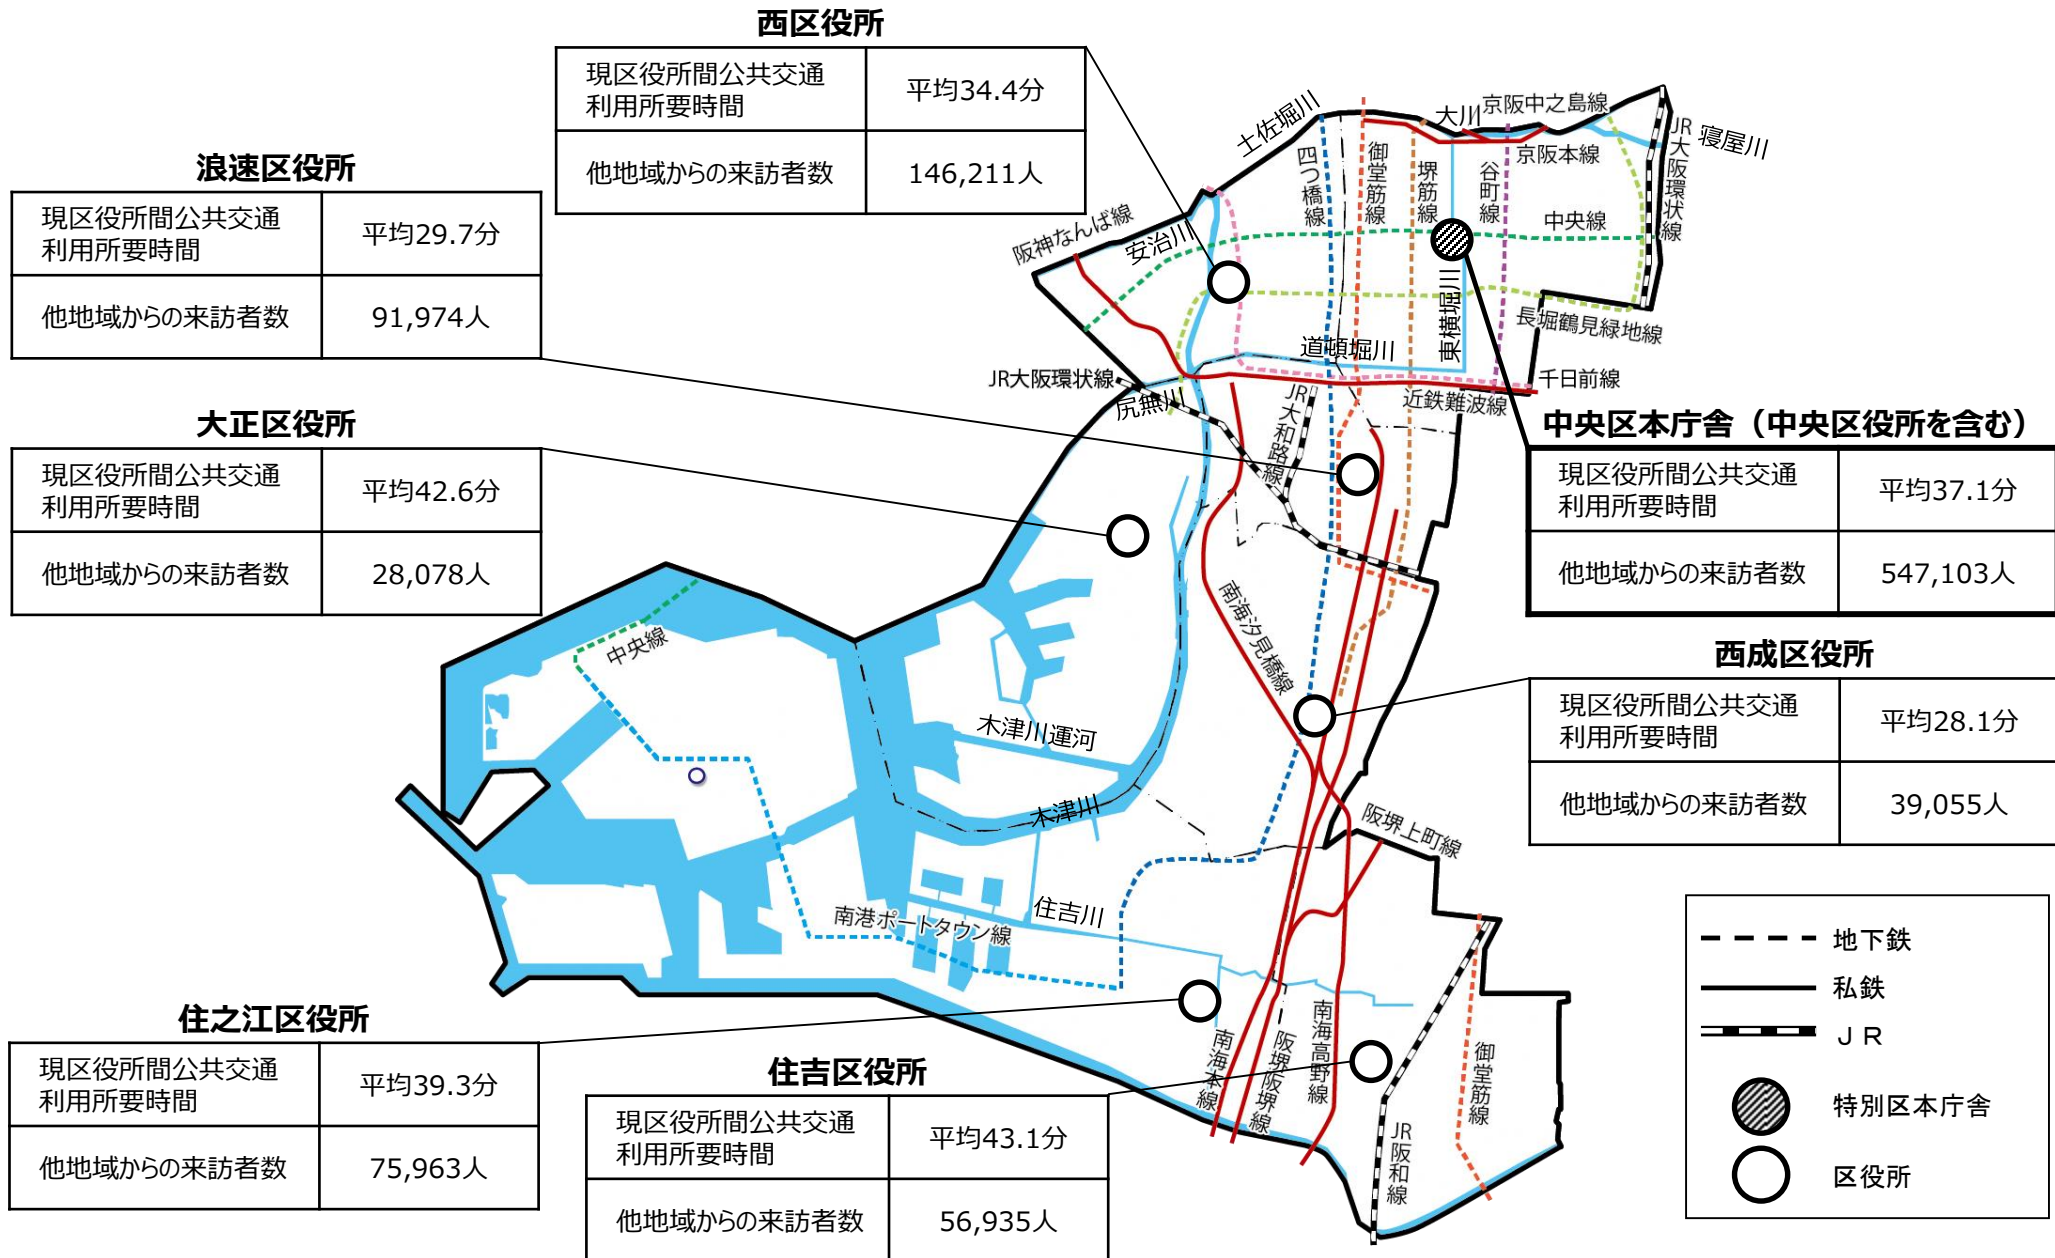 西区役所
現区役所間公共交通
利用所要時間
平均34.4分
他地域からの来訪者数
146,211人
浪速区役所
現区役所間公共交通
利用所要時間
平均29.7分
他地域からの来訪者数
91,974人
大正区役所
現区役所間公共交通
利用所要時間
平均42.6分
他地域からの来訪者数
28,078人
中央区本庁舎（中央区役所を含む）
現区役所間公共交通
利用所要時間
平均37.1分
他地域からの来訪者数
547,103人
西成区役所
現区役所間公共交通
利用所要時間
平均28.1分
他地域からの来訪者数
39,055人
住之江区役所
現区役所間公共交通
利用所要時間
平均39.3分
他地域からの来訪者数
75,963人
住吉区役所
現区役所間公共交通
利用所要時間
平均43.1分
他地域からの来訪者数
56,935人
土佐堀川
大川
京阪中之島線
京阪本線
JR大阪環状線
寝屋川
四つ橋線
御堂筋線
堺筋線
谷町線
中央線
阪神なんば線
安治川
東横堀川
長堀鶴見緑地線
道頓堀川
JR大阪環状線
尻無川
千日前線
近鉄難波線
JR大和路線
南海汐見橋線
中央線
木津川運河
木津川
阪堺上町線
住吉川
南港ポートタウン線
南海本線
阪堺阪堺線
南海高野線
御堂筋線
JR阪和線
地下鉄
私鉄
ＪＲ
特別区本庁舎
区役所